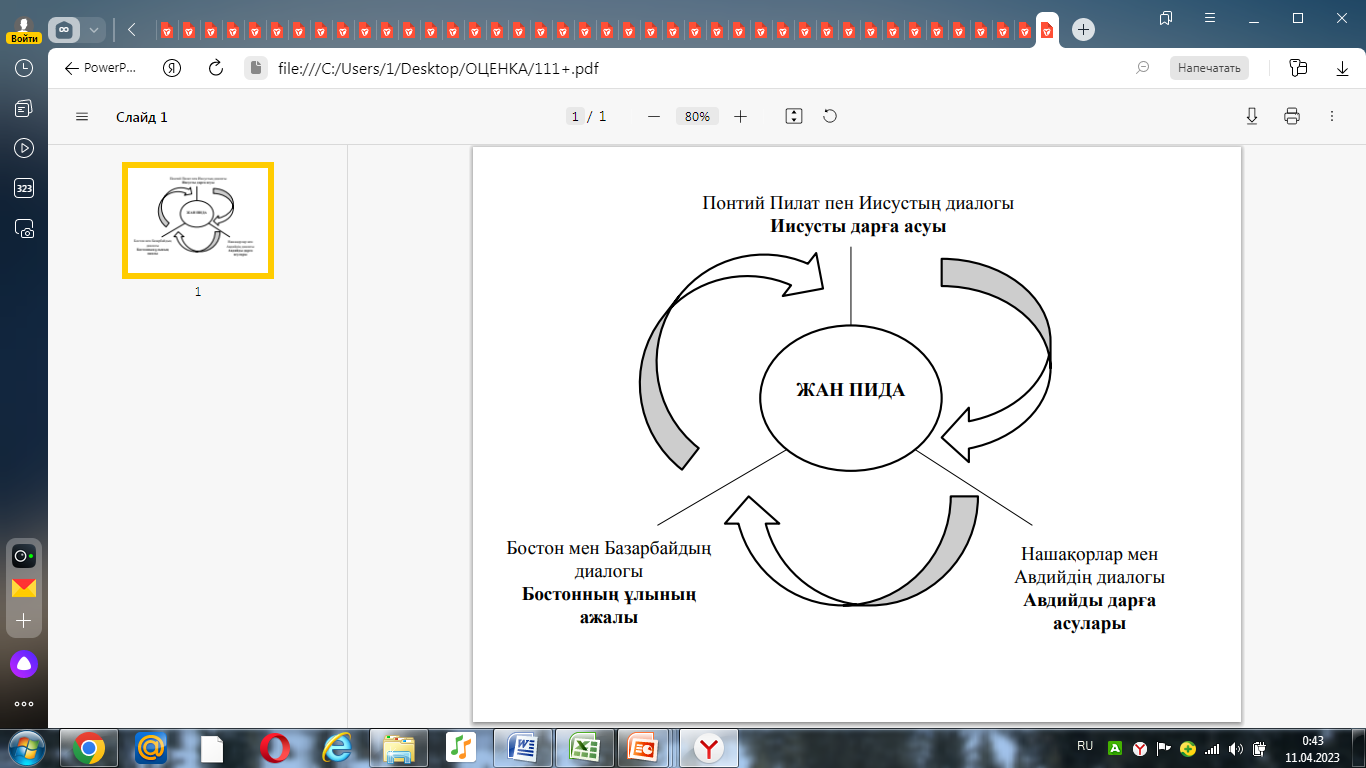 Войти
PowerP...
file:///C:/Users/1/Desktop/ОЦЕНКА/111+.pdf
Напечатать
Слайд 1
1 / 1
80%
323
1
Понтий Пилат пен Иисустың диалогы
Иисусты дарға асуы
ЖАН ПИДА
Бостон мен Базарбайдың
диалогы
Бостонның ұлының
ажалы
Нашақорлар мен
Авдийдің диалогы
Авдийды дарға
асулары
RU
0:43
11.04.2023